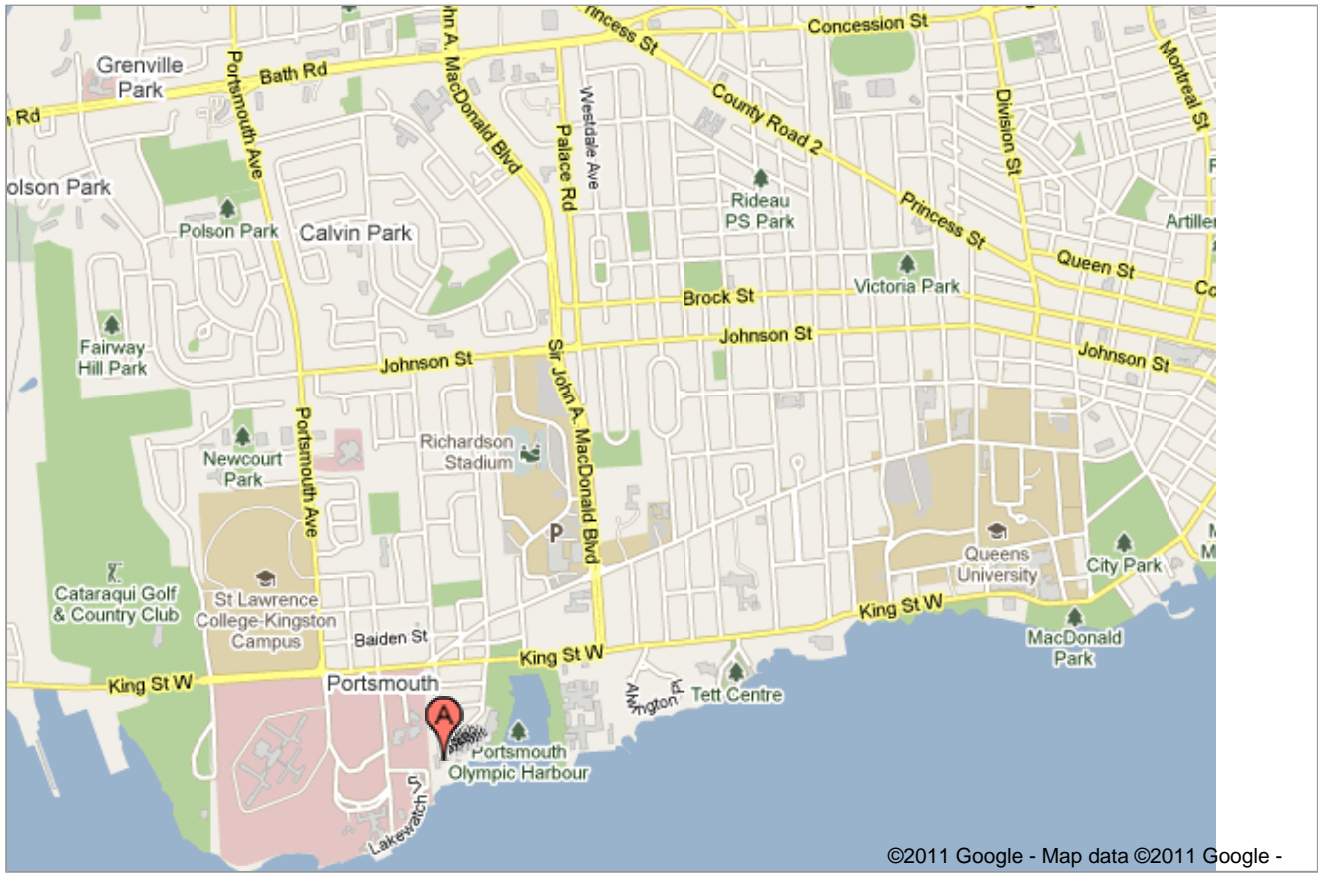 Princess St
Concession St
Grenville
Park
Bath Rd
Portsmouth Ave
hn A. MacDonald Blvd
Palace Rd
Westdale Ave
County Road 2
Division St
Montreal St
n Rd
olson Park
Polson Park
Calvin Park
Rideau
PS Park
Princess St
Artiller
Queen St
Victoria Park
Brock St
Co
Fairway
Hill Park
Johnson St
Johnson St
Johnson St
Sir John A. MacDonald Blvd
Portsmouth Ave
Newcourt
Park
Richardson
Stadium
P
Queens
University
City Park
Cataraqui Golf
& Country Club
St Lawrence
College-Kingston
Campus
Baiden St
King St W
King St W
King St W
MacDonald
Park
Portsmouth
Alwington Pl
Tett Centre
A
Portsmouth
Olympic Harbour
Lakewatch Ln
©2011 Google - Map data ©2011 Google -